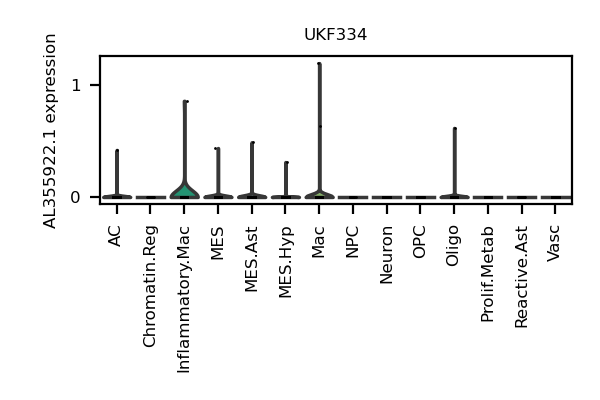 UKF334
AL355922.1 expression
1
0
AC
Chromatin.Reg
Inflammatory.Mac
MES
MES.Ast
MES.Hyp
Mac
NPC
Neuron
OPC
Oligo
Prolif.Metab
Reactive.Ast
Vasc